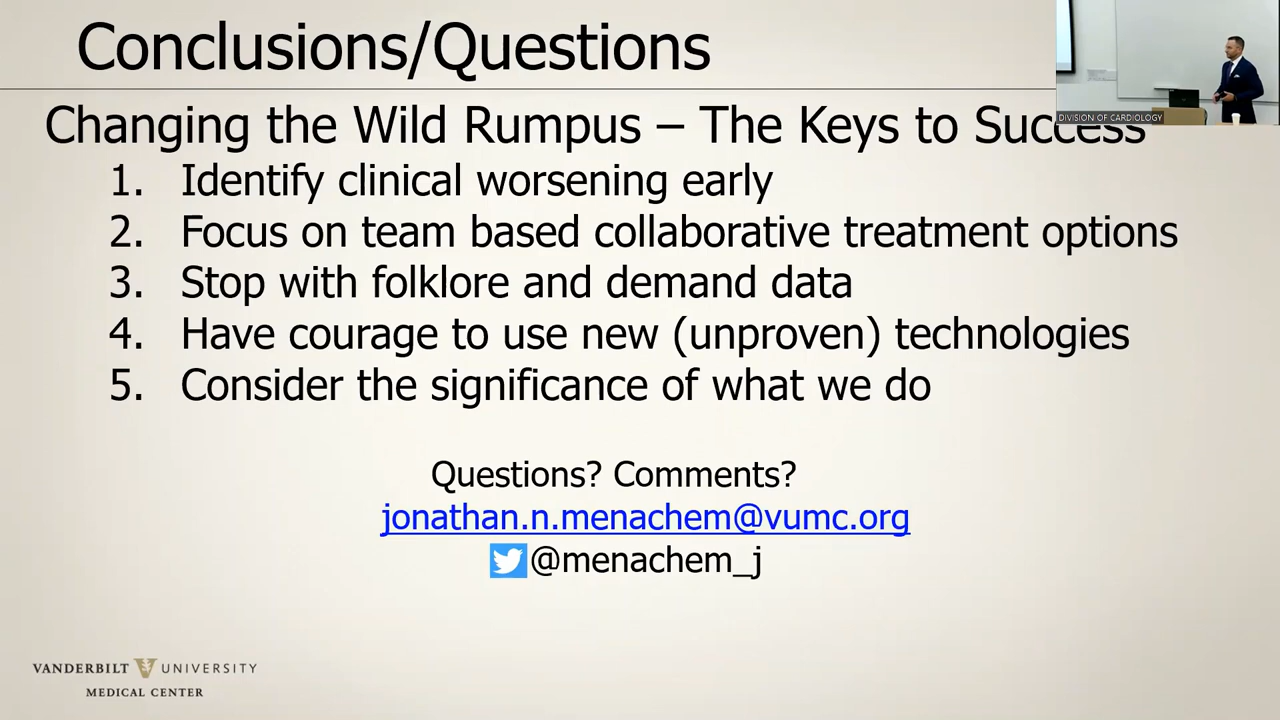 Conclusions/Questions
DIVISION OF CARDIOLOGY
Changing the Wild Rumpus – The Keys to Success
1. Identify clinical worsening early
2. Focus on team based collaborative treatment options
3. Stop with folklore and demand data
4. Have courage to use new (unproven) technologies
5. Consider the significance of what we do
Questions? Comments?
jonathan.n.menachem@vumc.org
@menachem_j
VANDERBILT UNIVERSITY
MEDICAL CENTER